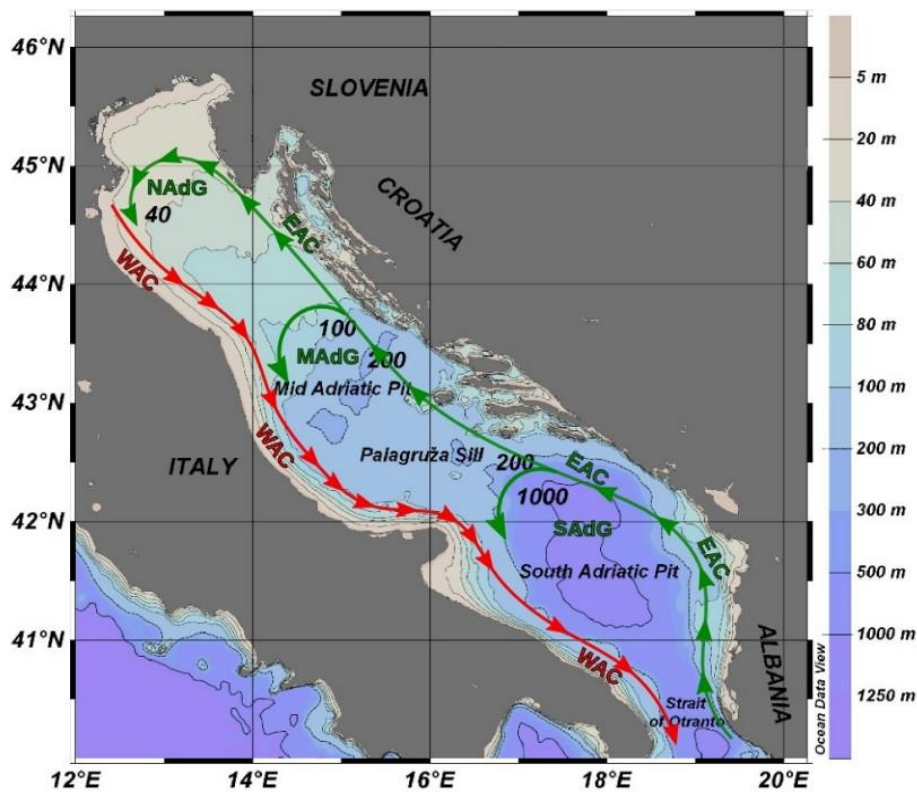 46°N
45°N
44°N
43°N
42°N
41°N
12°E
14°E
16°E
18°E
20°E
SLOVENIA
CROATIA
ITALY
ALBANIA
NAdG
40
EAC
WAC
100
MAdG
200
Mid Adriatic Pit
WAC
Palagruža Sill
200
EAC
1000
SAdG
EAC
South Adriatic Pit
WAC
Strait
of Otranto
Ocean Data View
5 m
20 m
40 m
60 m
80 m
100 m
200 m
300 m
500 m
1000 m
1250 m